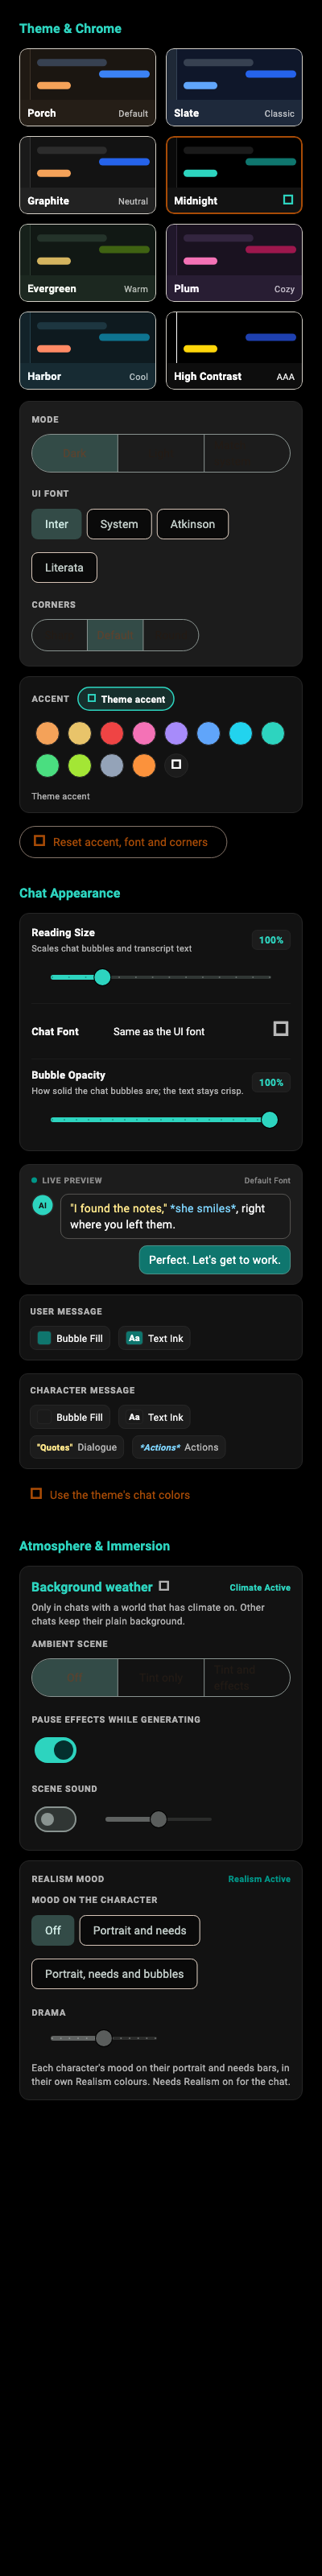 Theme & Chrome
Porch Default
Slate Classic
Graphite Neutral
Midnight
Evergreen Warm
Plum Cozy
Harbor Cool
High Contrast AAA
MODE
UI FONT
Inter System Atkinson
Literata
CORNERS
ACCENT Theme accent
Theme accent
Reset accent, font and corners
Chat Appearance
Reading Size
Scales chat bubbles and transcript text
100%
Chat Font Same as the UI font
Bubble Opacity
How solid the chat bubbles are; the text stays crisp.
100%
LIVE PREVIEW Default Font
AI
"I found the notes," *she smiles*, right
where you left them.
Perfect. Let's get to work.
USER MESSAGE
Bubble Fill Aa Text Ink
CHARACTER MESSAGE
Bubble Fill Aa Text Ink
"Quotes" Dialogue *Actions* Actions
Use the theme's chat colors
Atmosphere & Immersion
Background weather Climate Active
Only in chats with a world that has climate on. Other
chats keep their plain background.
AMBIENT SCENE
Off Tint only Tint and
effects
PAUSE EFFECTS WHILE GENERATING
SCENE SOUND
REALISM MOOD Realism Active
MOOD ON THE CHARACTER
Off Portrait and needs
Portrait, needs and bubbles
DRAMA
Each character's mood on their portrait and needs bars, in
their own Realism colours. Needs Realism on for the chat.